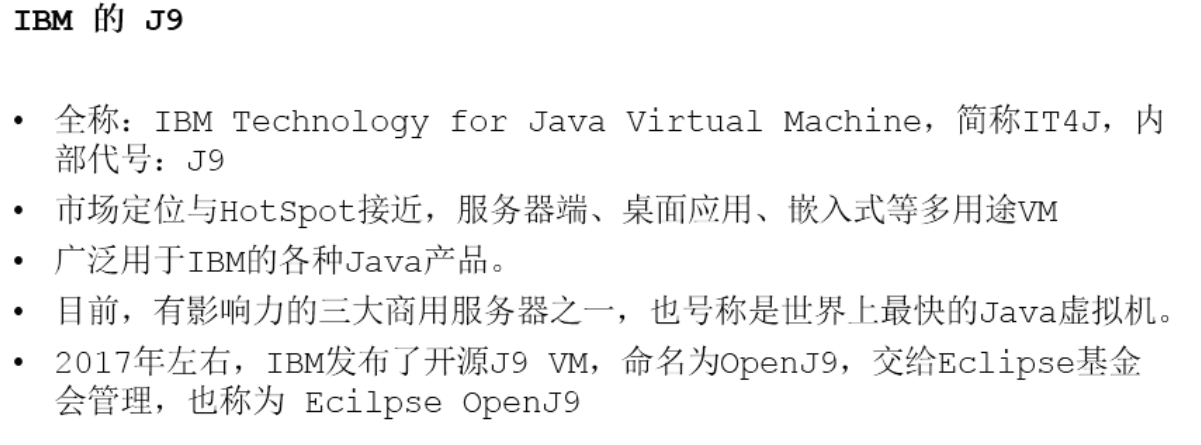 IBM 的 J9
• 全称：IBM Technology for Java Virtual Machine，简称IT4J，内
部代号：J9
• 市场定位与HotSpot接近，服务器端、桌面应用、嵌入式等多用途VM
• 广泛用于IBM的各种Java产品。
• 目前，有影响力的三大商用服务器之一，也号称是世界上最快的Java虚拟机。
• 2017年左右，IBM发布了开源J9 VM，命名为OpenJ9，交给Eclipse基金
会管理，也称为 Ecilpse OpenJ9